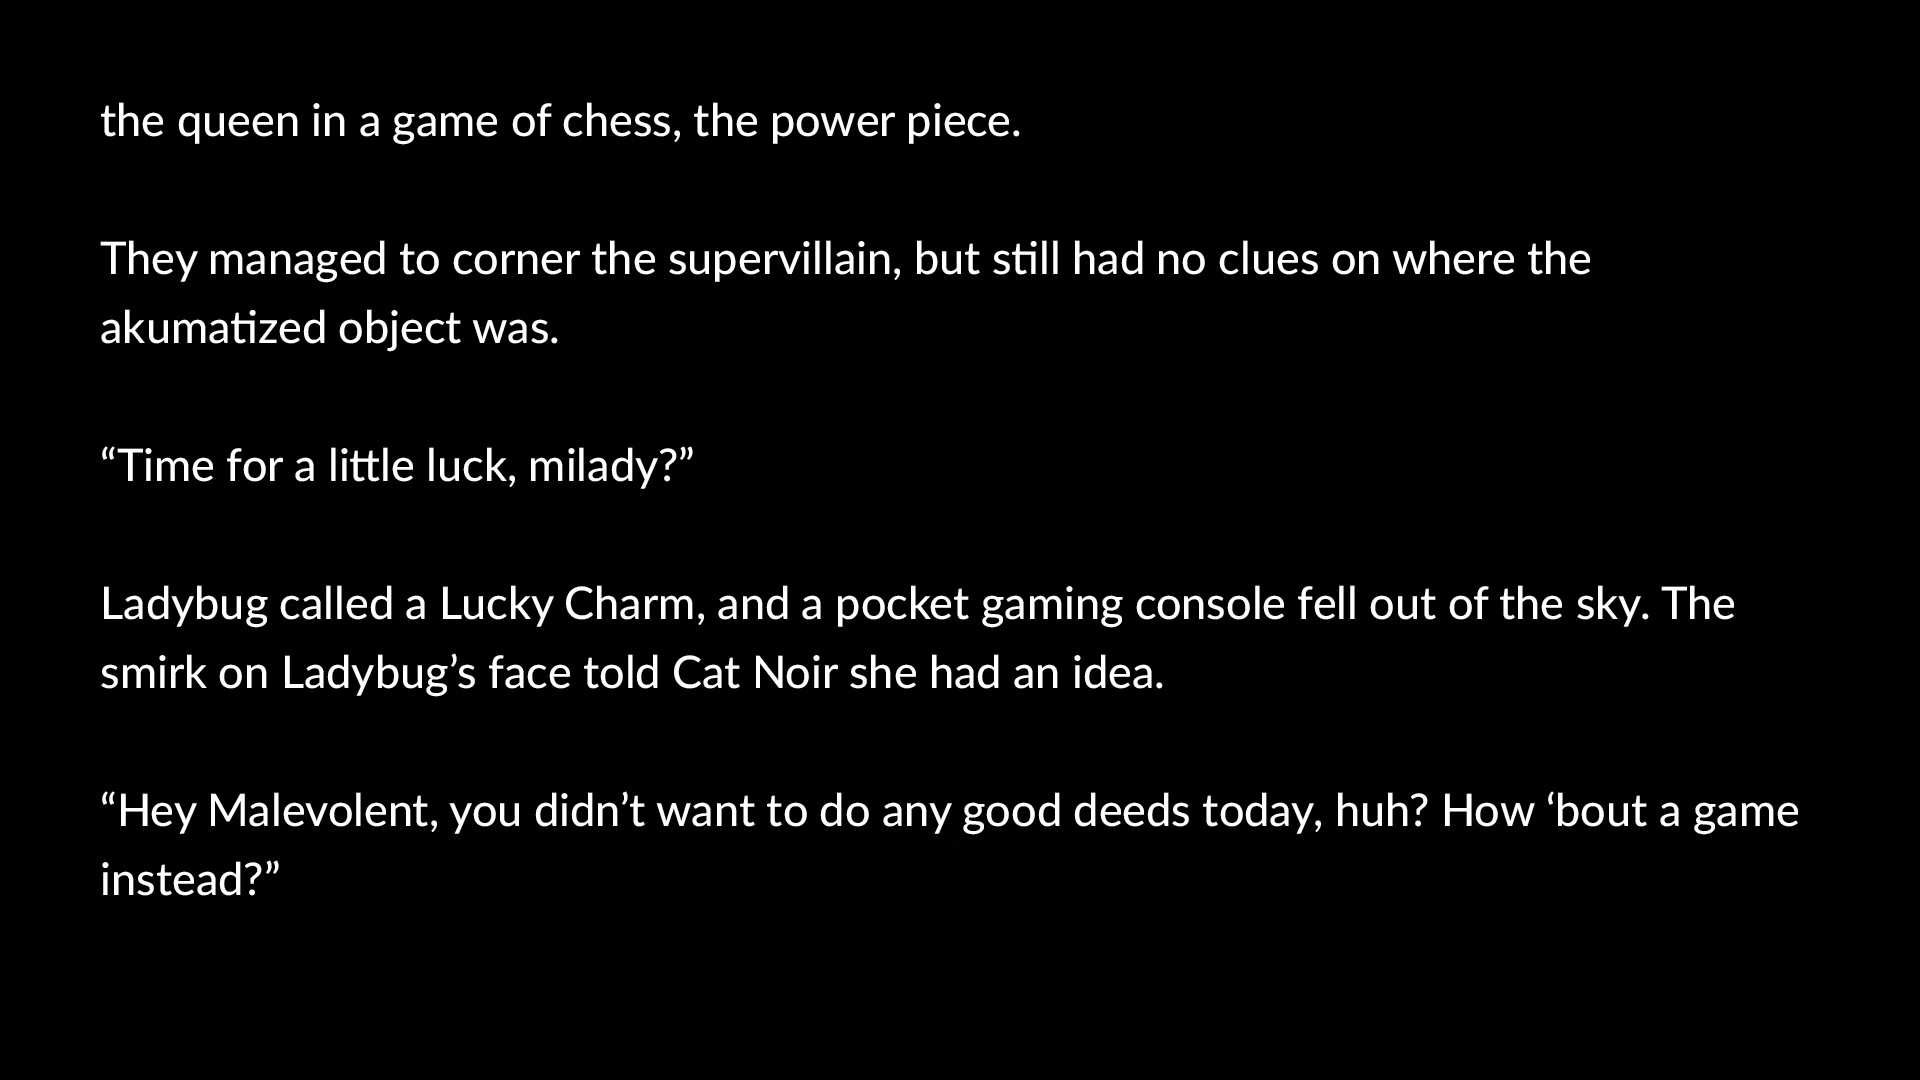 the queen in a game of chess, the power piece.
They managed to corner the supervillain, but still had no clues on where the
akumatized object was.
“Time for a little luck, milady?”
Ladybug called a Lucky Charm, and a pocket gaming console fell out of the sky. The
smirk on Ladybug’s face told Cat Noir she had an idea.
“Hey Malevolent, you didn’t want to do any good deeds today, huh? How ‘bout a game
instead?”